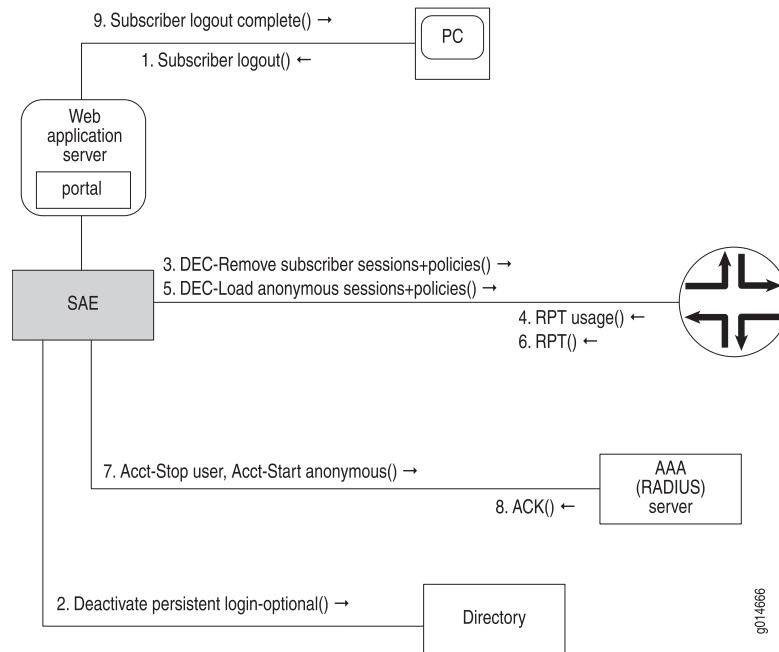 9. Subscriber logout complete() →
PC
1. Subscriber logout() ←
Web
application
server
portal
3. DEC-Remove subscriber sessions+policies() →
SAE
5. DEC-Load anonymous sessions+policies() →
4. RPT usage() ←
6. RPT() ←
7. Acct-Stop user, Acct-Start anonymous() →
AAA
(RADIUS)
server
8. ACK() ←
2. Deactivate persistent login-optional() →
Directory
g014666